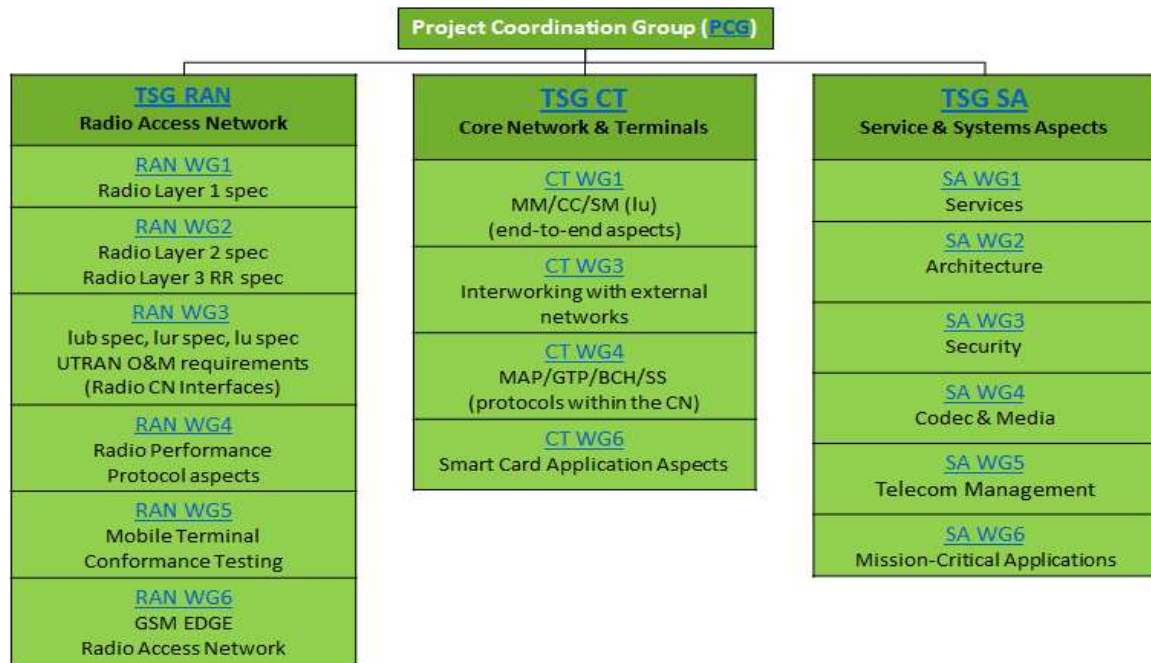 Project Coordination Group (PCG)
TSG RAN
Radio Access Network
RAN WG1
Radio Layer 1 spec
RAN WG2
Radio Layer 2 spec
Radio Layer 3 RR spec
RAN WG3
lub spec, lur spec, lu spec
UTRAN O&M requirements
(Radio CN Interfaces)
RAN WG4
Radio Performance
Protocol aspects
RAN WG5
Mobile Terminal
Conformance Testing
RAN WG6
GSM EDGE
Radio Access Network
TSG CT
Core Network & Terminals
CT WG1
MM/CC/SM (lu)
(end-to-end aspects)
CT WG3
Interworking with external
networks
CT WG4
MAP/GTP/BCH/SS
(protocols within the CN)
CT WG6
Smart Card Application Aspects
TSG SA
Service & Systems Aspects
SA WG1
Services
SA WG2
Architecture
SA WG3
Security
SA WG4
Codec & Media
SA WG5
Telecom Management
SA WG6
Mission-Critical Applications